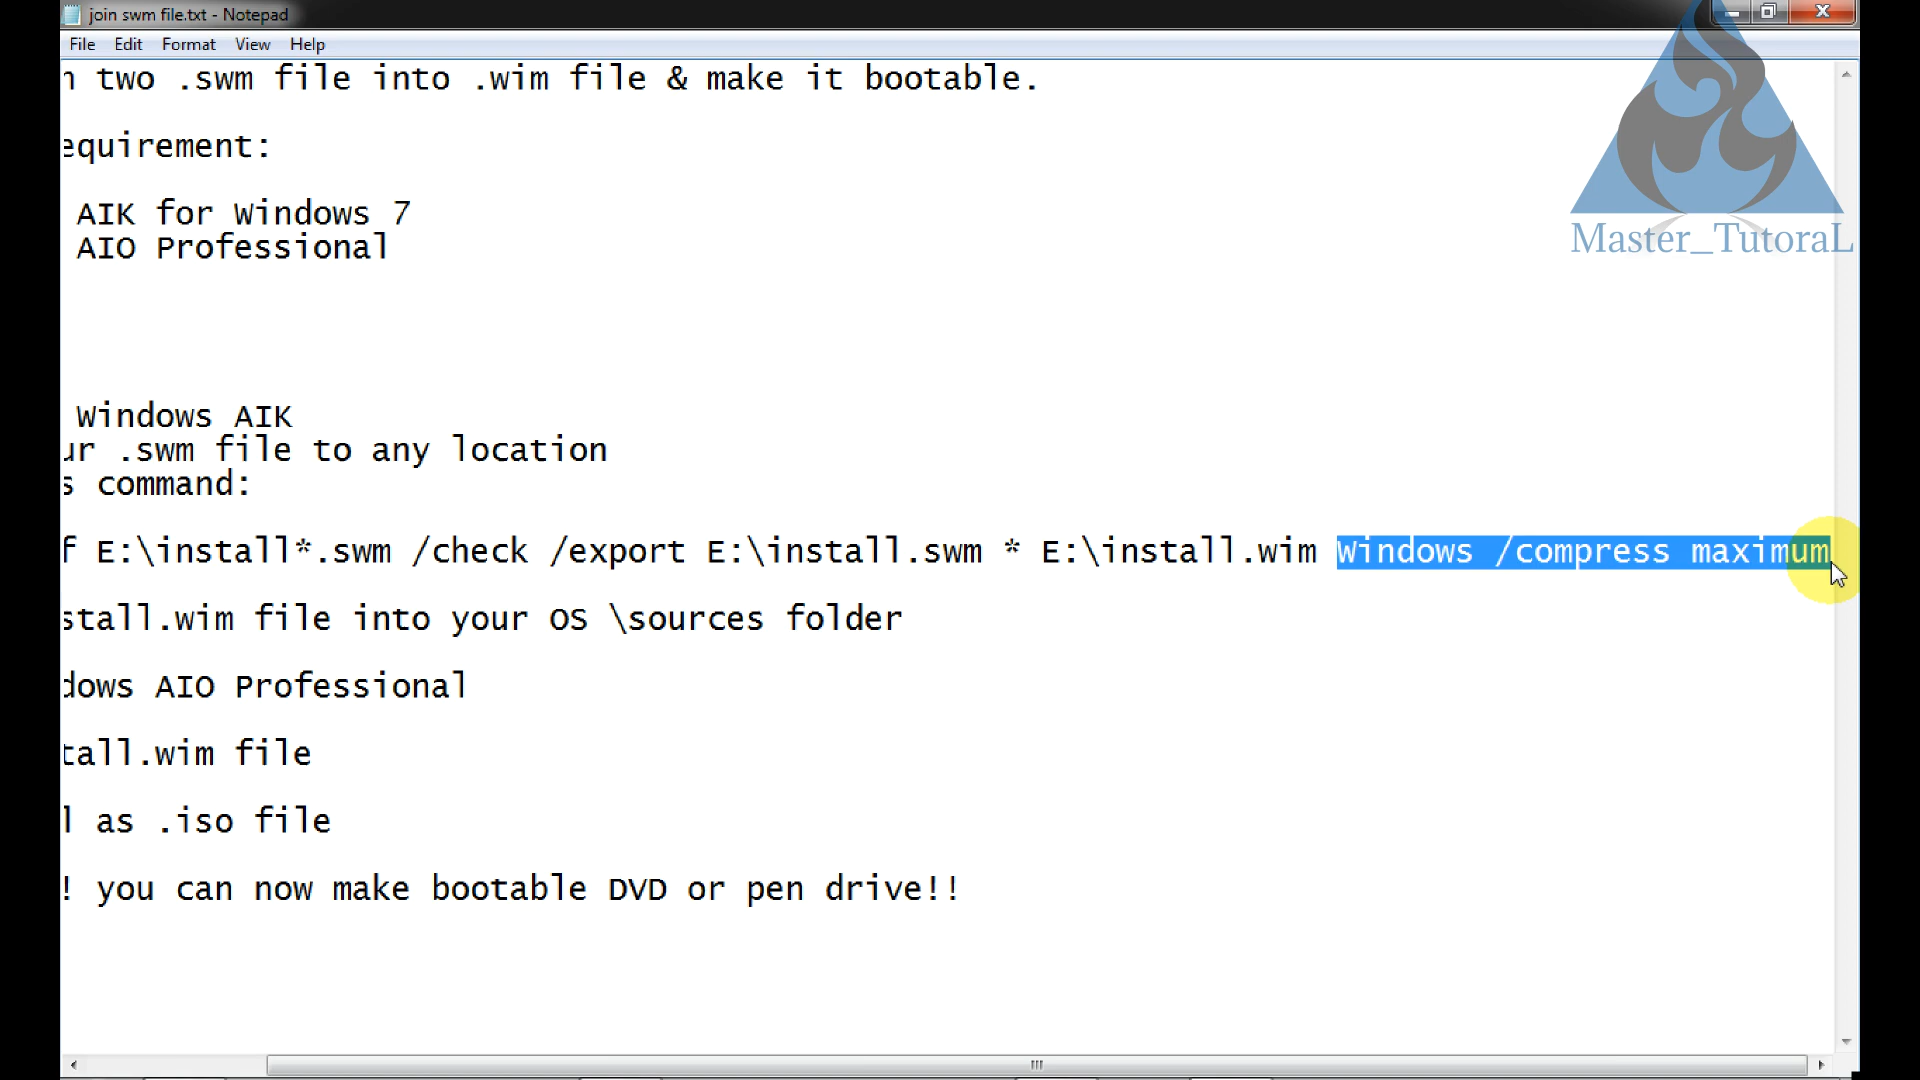 join swm file.txt - Notepad
File Edit Format View Help
n two .swm file into .wim file & make it bootable.
equirement:
AIK for Windows 7
AIO Professional
Master_TutoraL
Windows AIK
ur .swm file to any location
s command:
f E:\install*.swm /check /export E:\install.swm * E:\install.wim Windows /compress maximum
stall.wim file into your OS \sources folder
dows AIO Professional
tall.wim file
l as .iso file
! you can now make bootable DVD or pen drive!!